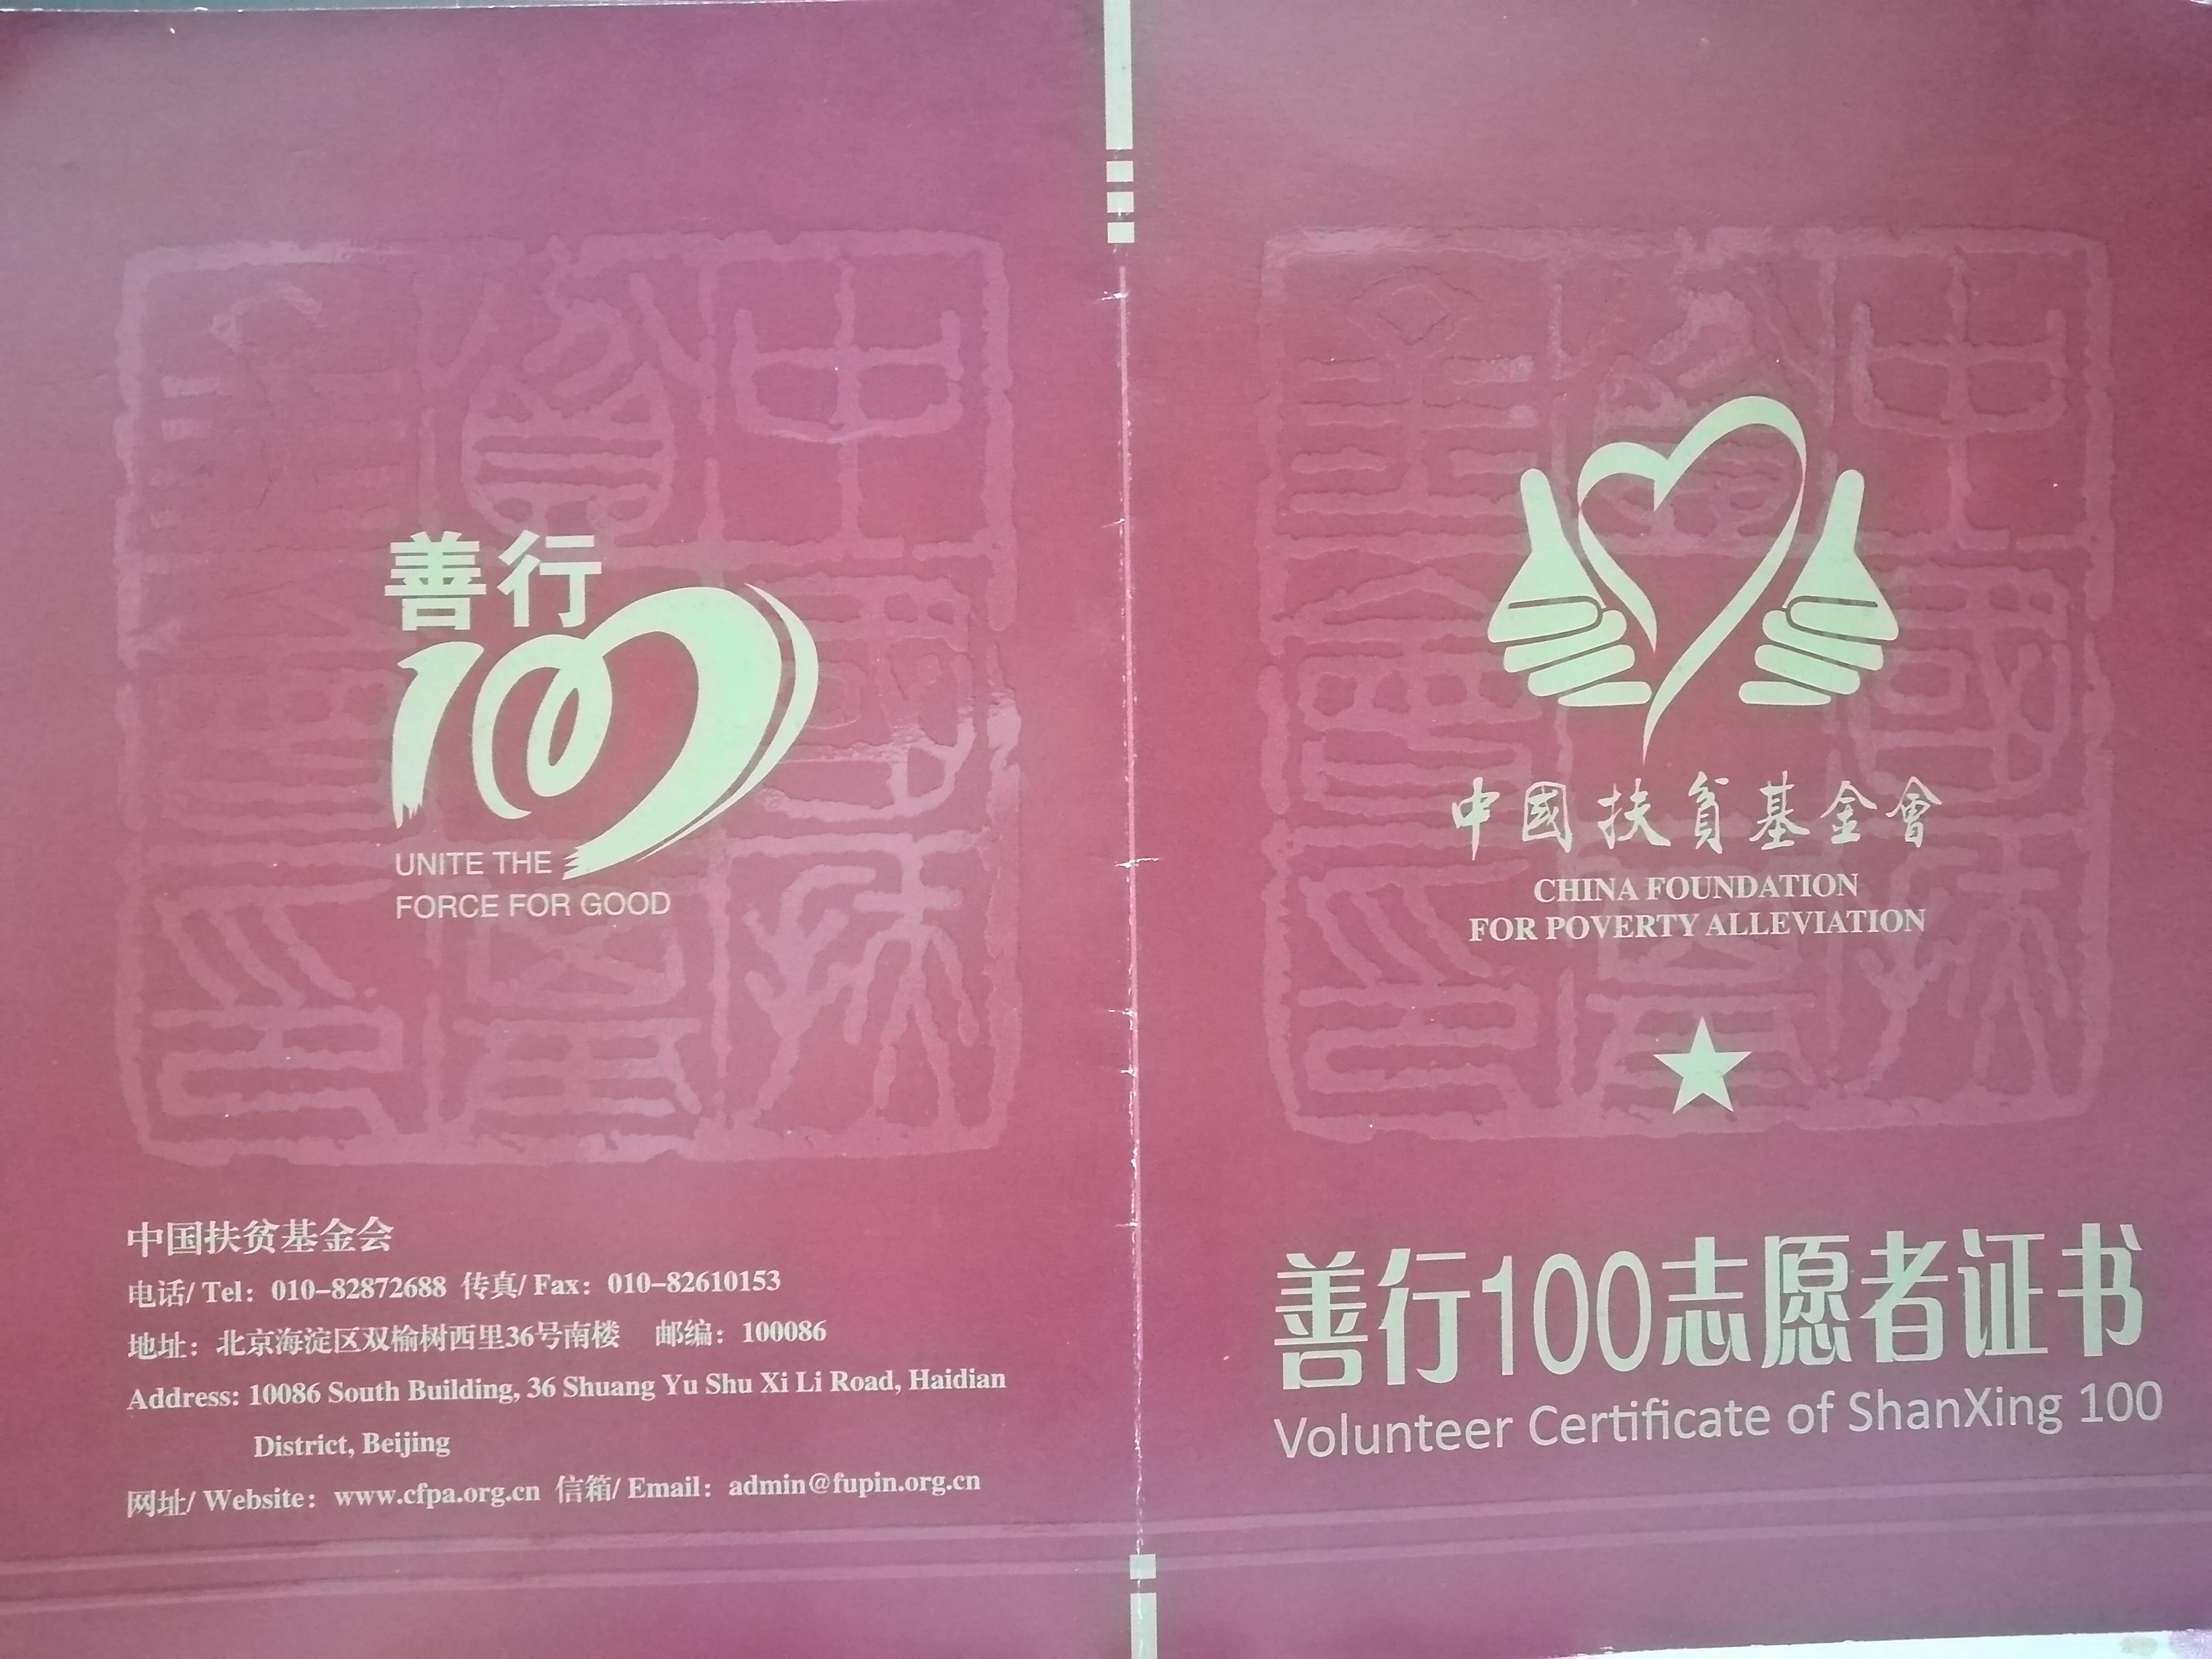 善行
100
UNITE THE
FORCE FOR GOOD
中国扶贫基金会
电话/ Tel：010-82872688 传真/ Fax：010-82610153
地址：北京海淀区双榆树西里36号南楼 邮编：100086
Address: 10086 South Building, 36 Shuang Yu Shu Xi Li Road, Haidian
District, Beijing
网址/ Website：www.cfpa.org.cn 信箱/ Email：admin@fupin.org.cn
中國扶貧基金會
CHINA FOUNDATION
FOR POVERTY ALLEVIATION
善行100志愿者证书
Volunteer Certificate of ShanXing 100